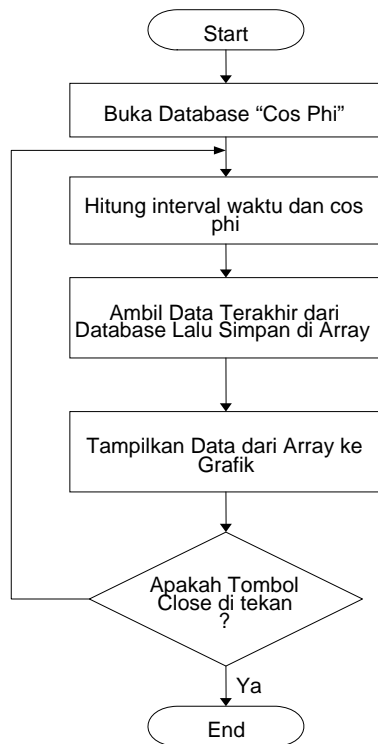 Start
Buka Database “Cos Phi”
Hitung interval waktu dan cos
phi
Ambil Data Terakhir dari
Database Lalu Simpan di Array
Tampilkan Data dari Array ke
Grafik
Apakah Tombol
Close di tekan
?
Ya
End